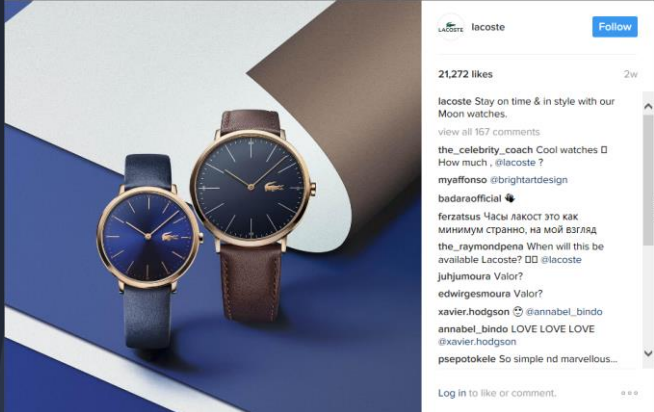 LACOSTE
lacoste
Follow
21,272 likes
2w
lacoste Stay on time & in style with our
Moon watches.
view all 167 comments
the_celebrity_coach Cool watches
How much , @lacoste ?
myaffonso @brightartdesign
badaraofficial
ferzatsus Часы лакост это как
минимум странно, на мой взгляд
the_raymondpena When will this be
available Lacoste? @lacoste
juhjumoura Valor?
edwirgesmoura Valor?
xavier.hodgson @annabel_bindo
annabel_bindo LOVE LOVE LOVE
@xavier.hodgson
psepotokele So simple nd marvellous...
Log in to like or comment.